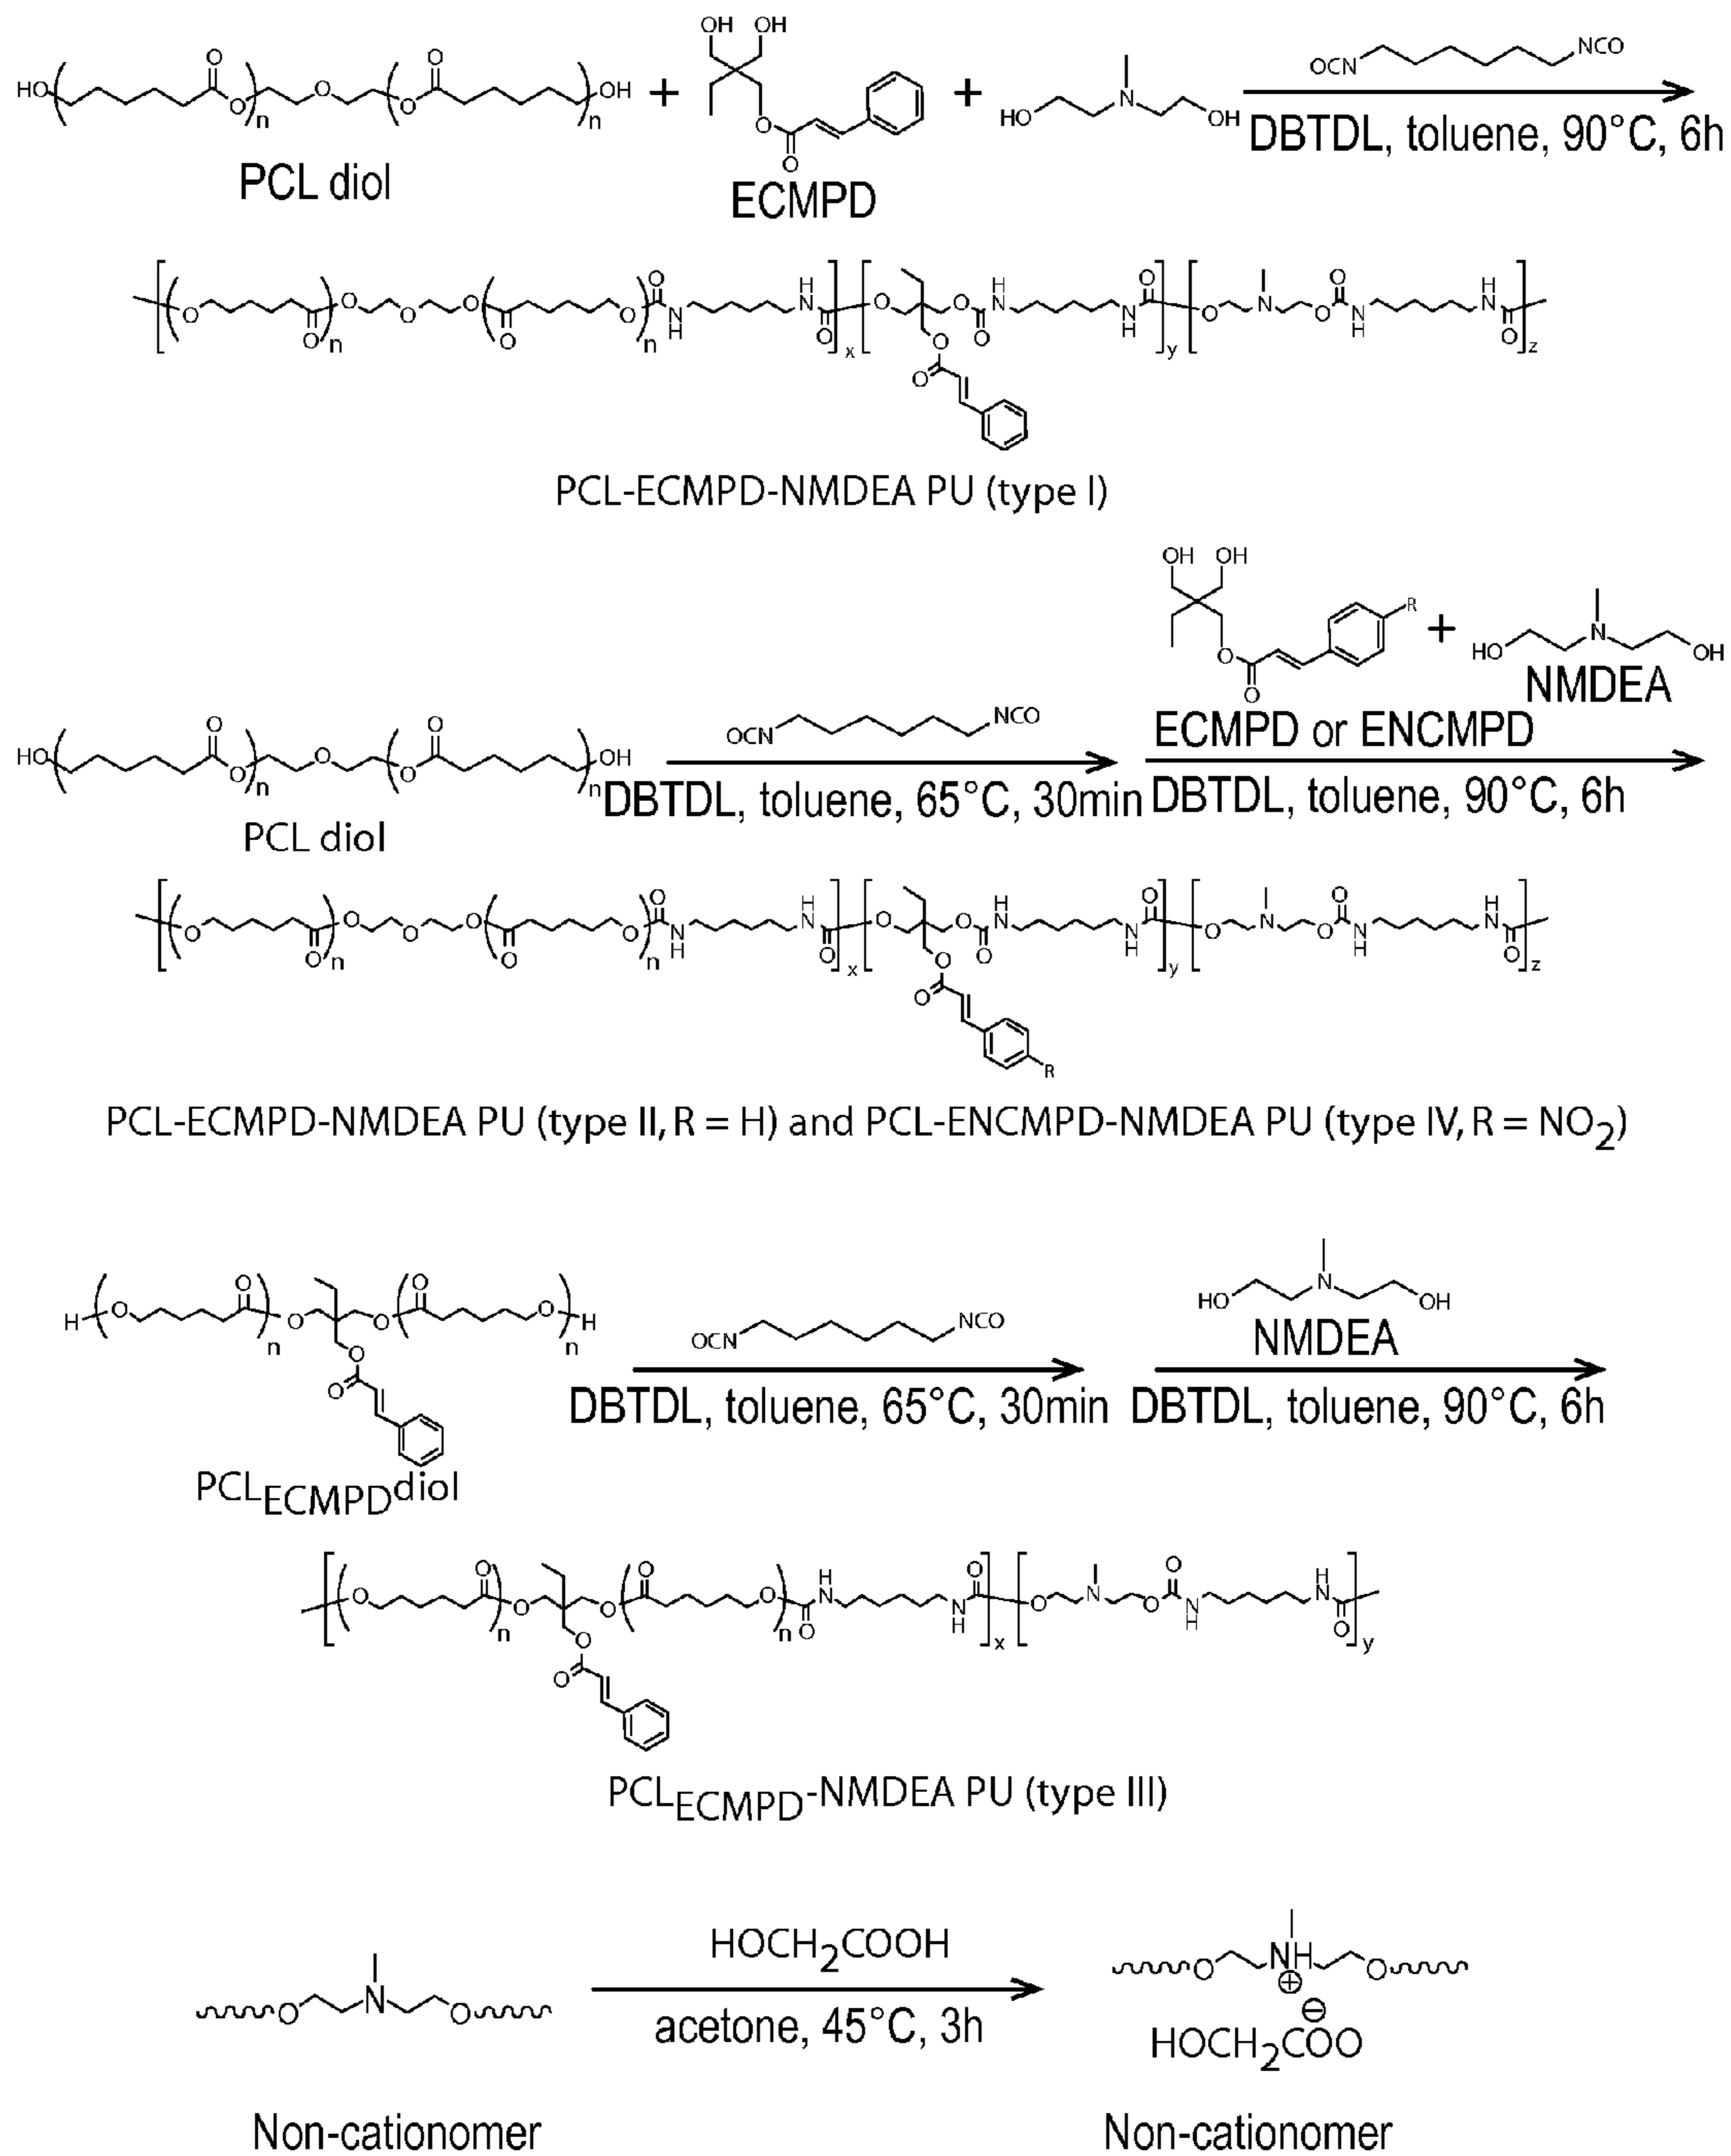 OH OH
HO ( O O ) n O ( O O ) n OH + O O + HO N OH OCN NCO
DBTDL, toluene, 90°C, 6h
PCL diol
ECMPD
[ ( O O ) n O O O ( O O ) n O N H H N O ] x [ O O O H N N H O ] y [ O N O O N H H N O ] z
O O
PCL-ECMPD-NMDEA PU (type I)
OH OH
O O R + HO N OH
NMDEA
HO ( O O ) n O ( O O ) n OH
OCN NCO
ECMPD or ENCMPD
DBTDL, toluene, 65°C, 30min
DBTDL, toluene, 90°C, 6h
PCL diol
[ ( O O ) n O O O ( O O ) n O N H H N O ] x [ O O O H N N H O ] y [ O N O O N H H N O ] z
O O
R
PCL-ECMPD-NMDEA PU (type II, R = H) and PCL-ENCMPD-NMDEA PU (type IV, R = NO2)
H ( O O ) n O O ( O O ) n H
O O
OCN NCO
HO N OH
NMDEA
DBTDL, toluene, 65°C, 30min
DBTDL, toluene, 90°C, 6h
PCLECMPDdiol
[ ( O O ) n O O ( O O ) n O H N N H O ] x [ O N O O N H H N O ] y
O O
PCLECMPD-NMDEA PU (type III)
O N O
HOCH2COOH
acetone, 45°C, 3h
O NH O
⊕
⊖
HOCH2COO
Non-cationomer
Non-cationomer